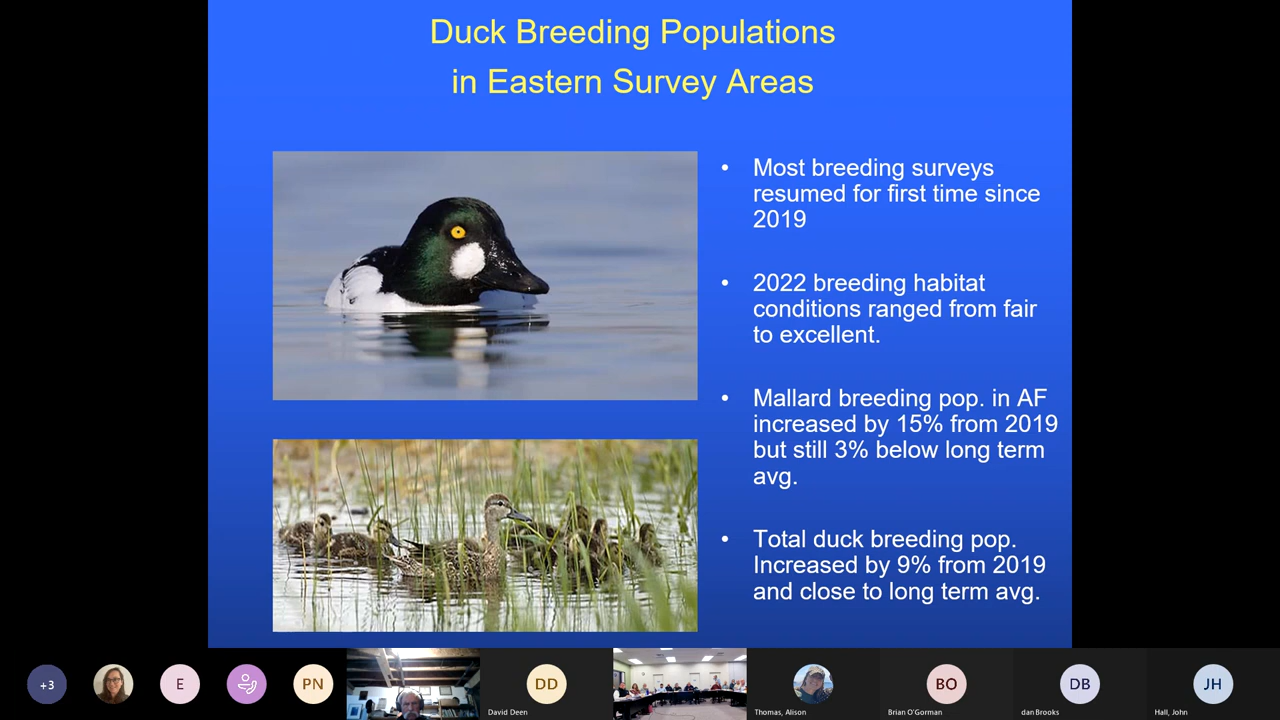 Duck Breeding Populations
in Eastern Survey Areas
• Most breeding surveys
resumed for first time since
2019
• 2022 breeding habitat
conditions ranged from fair
to excellent.
• Mallard breeding pop. in AF
increased by 15% from 2019
but still 3% below long term
avg.
• Total duck breeding pop.
Increased by 9% from 2019
and close to long term avg.
+3
E
PN
DD
David Deen
Thomas, Alison
BO
Brian O'Gorman
DB
dan Brooks
JH
Hall, John